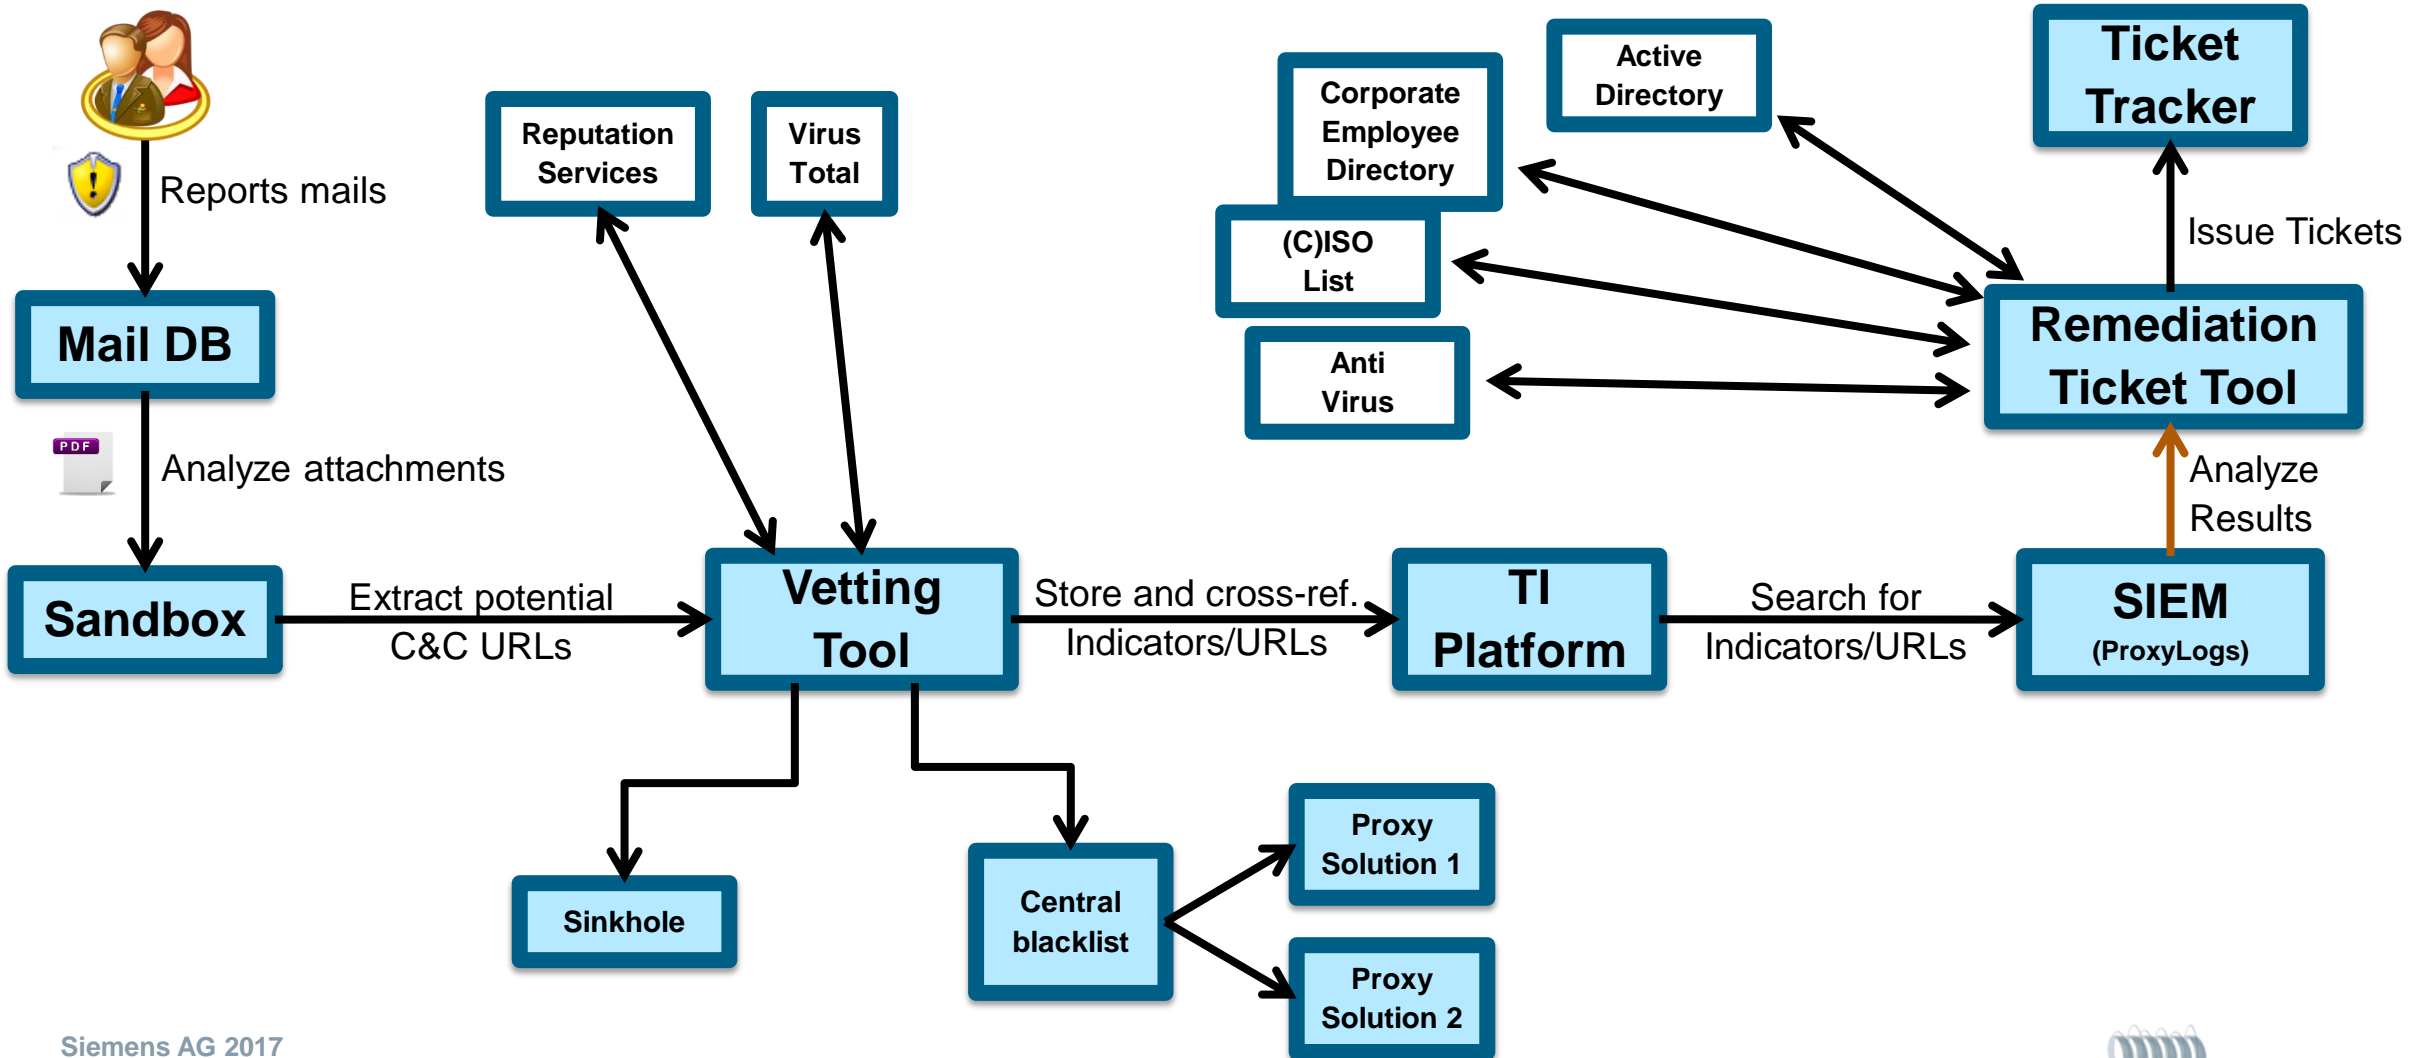 Reports mails
Mail DB
PDF
Analyze attachments
Sandbox
Extract potential
C&C URLs
Reputation
Services
Virus
Total
Vetting
Tool
Store and cross-ref.
Indicators/URLs
TI
Platform
Search for
Indicators/URLs
SIEM
(ProxyLogs)
Analyze
Results
Remediation
Ticket Tool
Issue Tickets
Ticket
Tracker
Active
Directory
Corporate
Employee
Directory
(C)ISO
List
Anti
Virus
Sinkhole
Central
blacklist
Proxy
Solution 1
Proxy
Solution 2
Siemens AG 2017